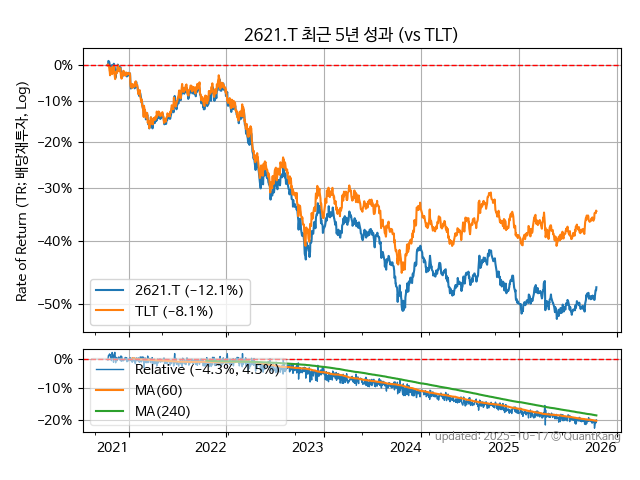 2621.T 최근 5년 성과 (vs TLT)
Rate of Return (TR: 배당재투자, Log)
0%
−10%
−20%
−30%
−40%
−50%
2621.T (−12.1%)
TLT (−8.1%)
0%
−10%
−20%
Relative (−4.3%, 4.5%)
MA(60)
MA(240)
updated: 2025-10-17 © QuantKang
2021 2022 2023 2024 2025 2026